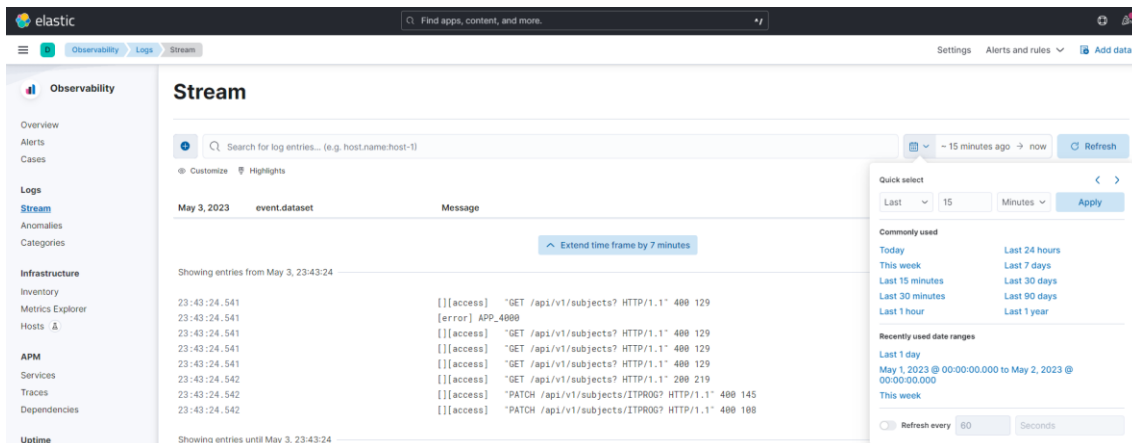 elastic
Find apps, content, and more.
Observability Logs Stream
Settings Alerts and rules Add data
Observability
Overview
Alerts
Cases
Logs
Stream
Anomalies
Categories
Infrastructure
Inventory
Metrics Explorer
Hosts
APM
Services
Traces
Dependencies
Uptime
Stream
Search for log entries... (e.g. host.name:host-1)
~ 15 minutes ago → now
Refresh
Customize Highlights
May 3, 2023 event.dataset Message
Extend time frame by 7 minutes
Showing entries from May 3, 23:43:24
23:43:24.541 [][access] "GET /api/v1/subjects? HTTP/1.1" 400 129
23:43:24.541 [error] APP_4000
23:43:24.541 [][access] "GET /api/v1/subjects? HTTP/1.1" 400 129
23:43:24.541 [][access] "GET /api/v1/subjects? HTTP/1.1" 400 129
23:43:24.541 [][access] "GET /api/v1/subjects? HTTP/1.1" 400 129
23:43:24.542 [][access] "GET /api/v1/subjects? HTTP/1.1" 200 219
23:43:24.542 [][access] "PATCH /api/v1/subjects/ITPROG? HTTP/1.1" 400 145
23:43:24.542 [][access] "PATCH /api/v1/subjects/ITPROG? HTTP/1.1" 400 108
Showing entries until May 3, 23:43:24
Quick select
Last 15 Minutes Apply
Commonly used
Today Last 24 hours
This week Last 7 days
Last 15 minutes Last 30 days
Last 30 minutes Last 90 days
Last 1 hour Last 1 year
Recently used date ranges
Last 1 day
May 1, 2023 @ 00:00:00.000 to May 2, 2023 @
00:00:00.000
This week
Refresh every 60 Seconds